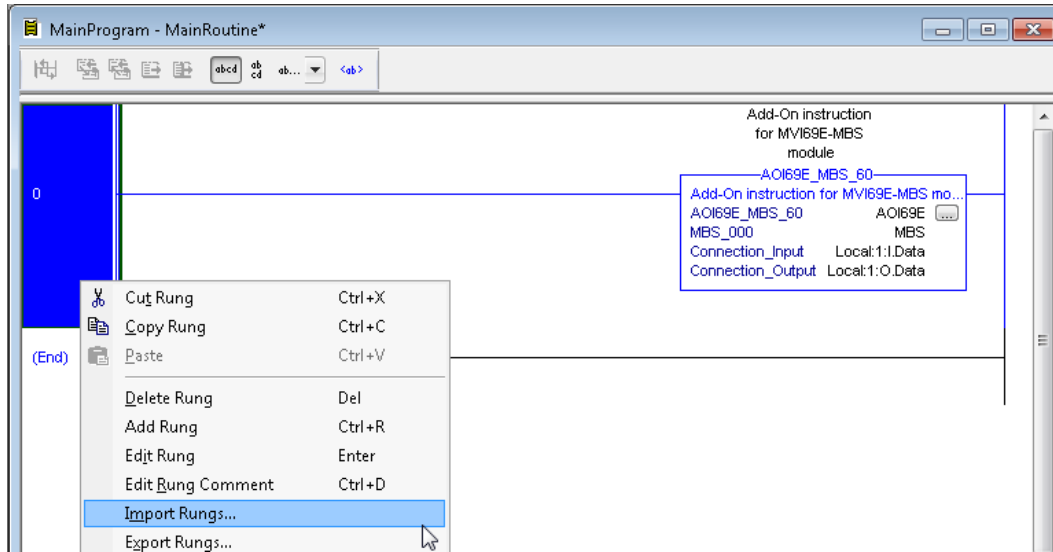 MainProgram - MainRoutine*
abcd
ab
cd
ab...
<ab>
Add-On instruction
for MVI69E-MBS
module
AOI69E_MBS_60
Add-On instruction for MVI69E-MBS mo...
AOI69E_MBS_60 AOI69E ...
MBS_000 MBS
Connection_Input Local:1:I.Data
Connection_Output Local:1:O.Data
0
Cut Rung Ctrl+X
Copy Rung Ctrl+C
Paste Ctrl+V
(End)
Delete Rung Del
Add Rung Ctrl+R
Edit Rung Enter
Edit Rung Comment Ctrl+D
Import Rungs...
Export Rungs...